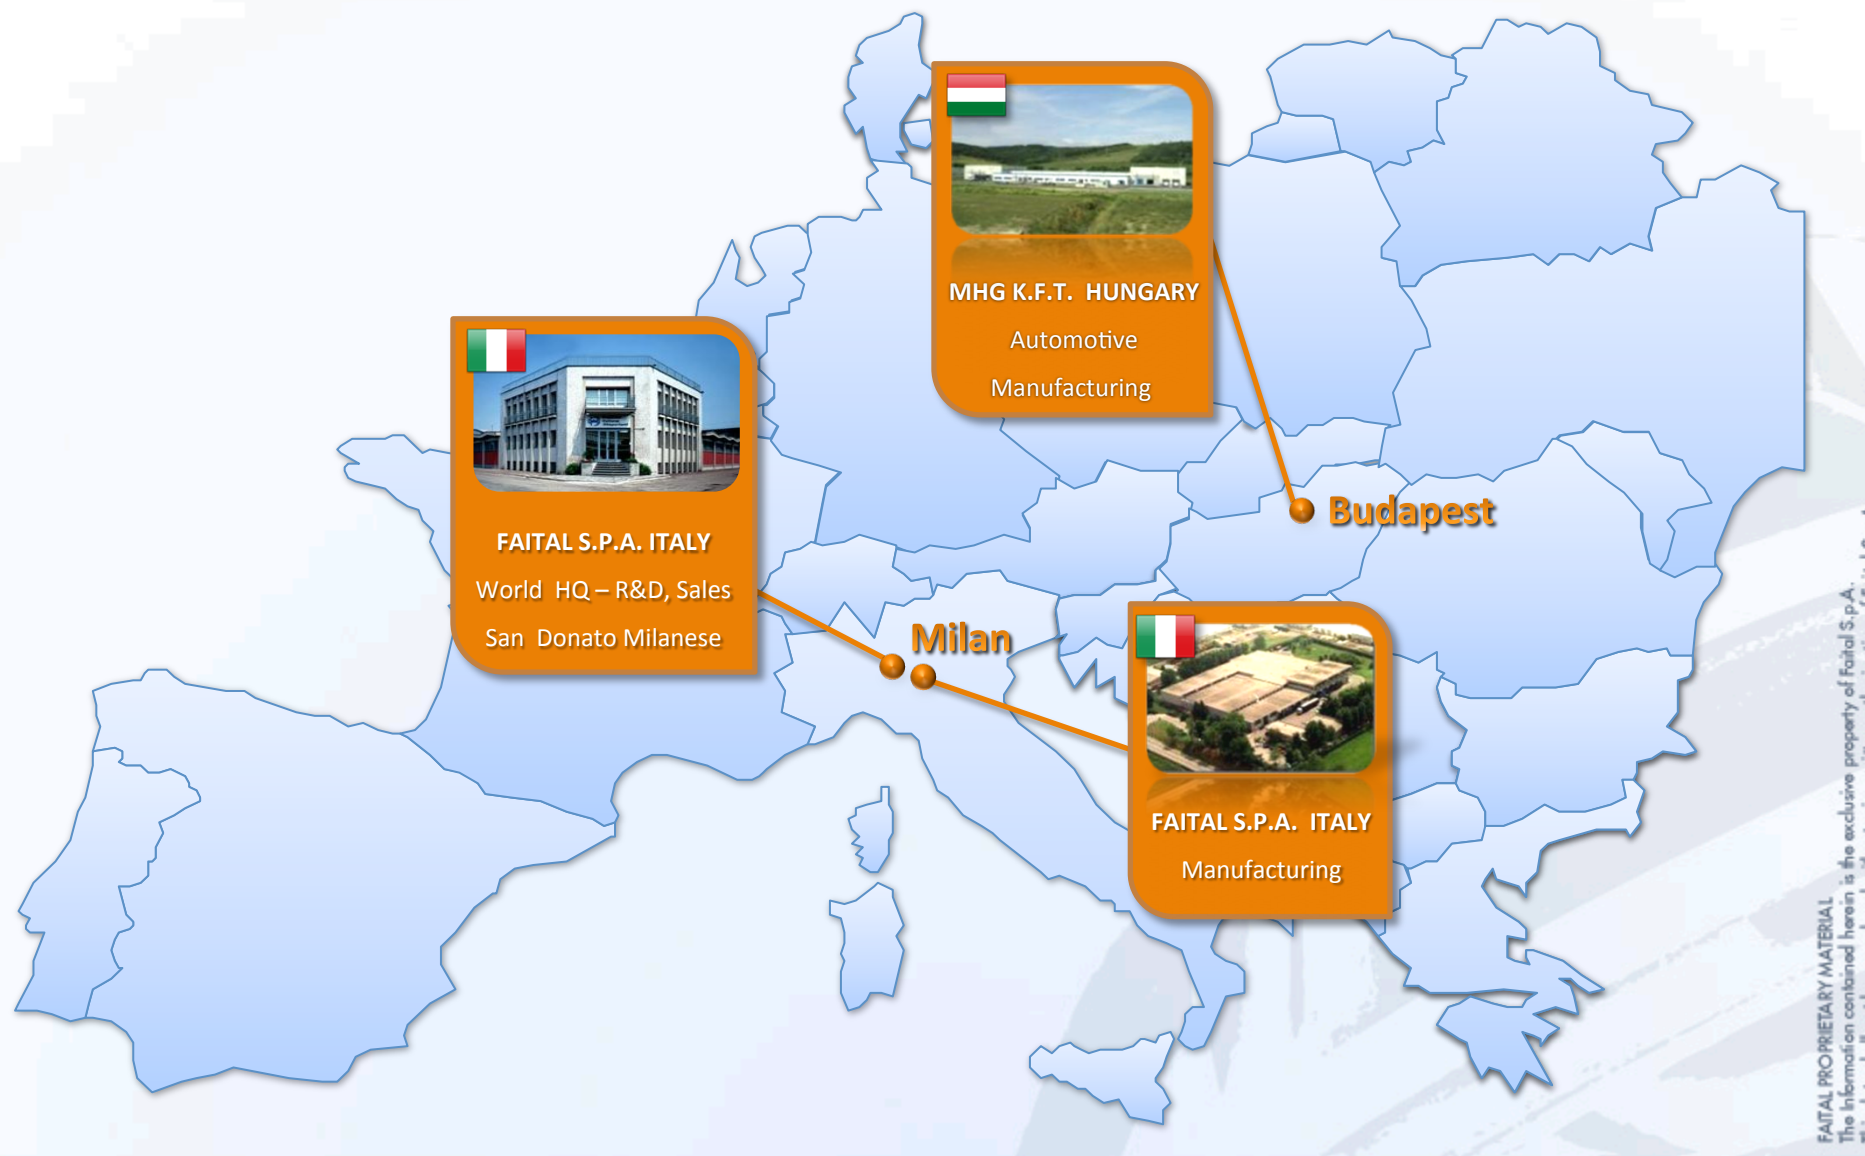 MHG K.F.T. HUNGARY
Automotive
Manufacturing
FAITAL S.P.A. ITALY
World HQ – R&D, Sales
San Donato Milanese
Budapest
Milan
FAITAL S.P.A. ITALY
Manufacturing
FAITAL PROPRIETARY MATERIAL
The Information contained herein is the exclusive property of Faital S.p.A.